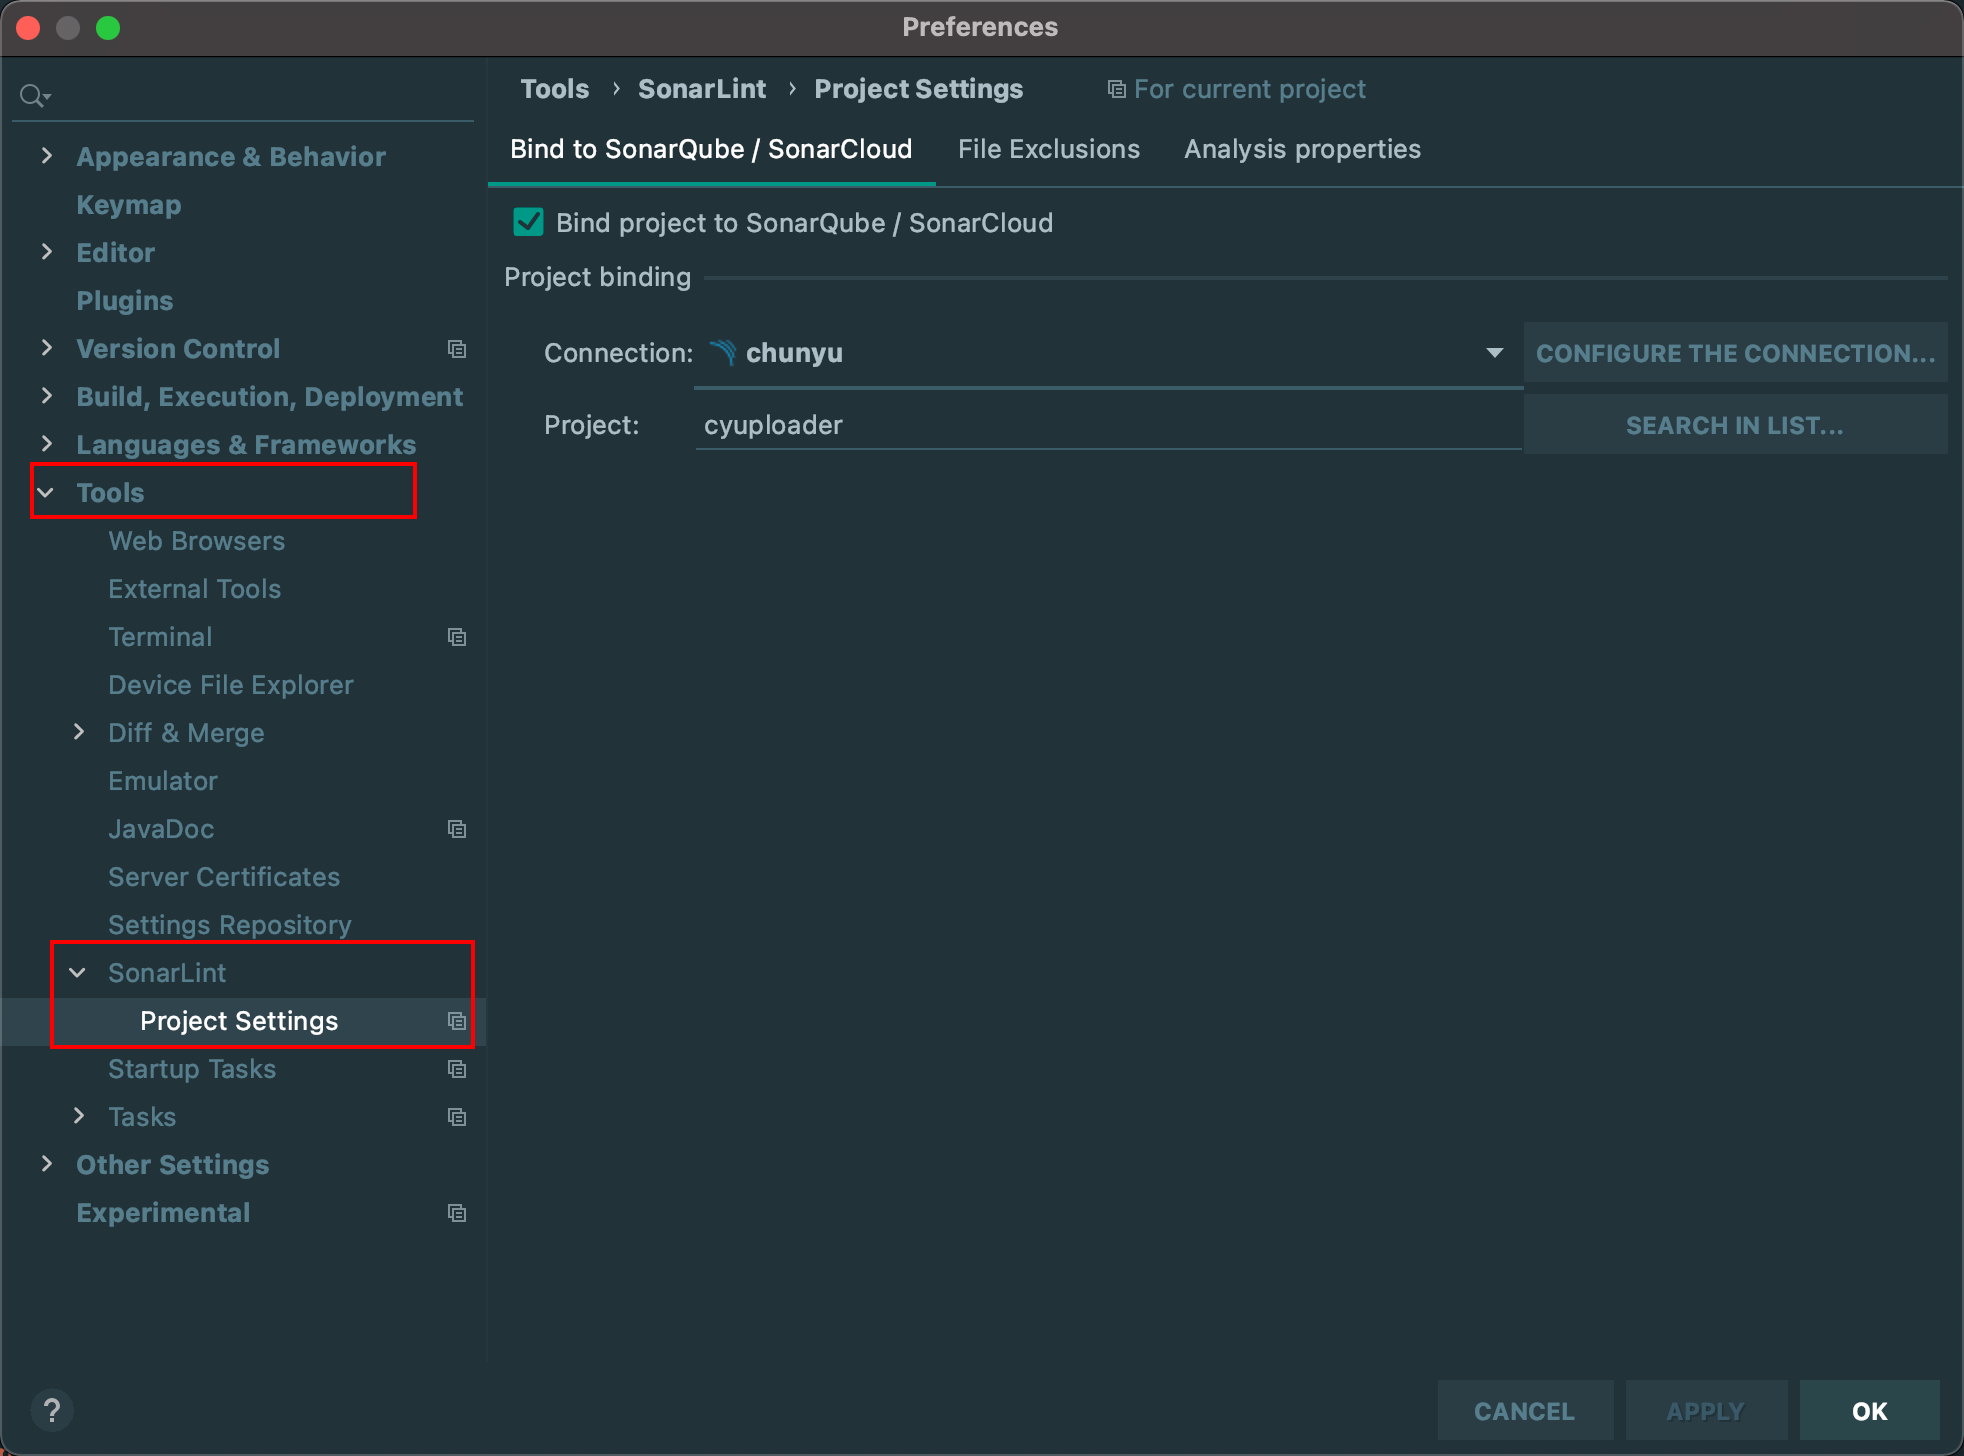 Preferences
Tools › SonarLint › Project Settings For current project
Bind to SonarQube / SonarCloud File Exclusions Analysis properties
Bind project to SonarQube / SonarCloud
Project binding
Connection: chunyu CONFIGURE THE CONNECTION...
Project: cyuploader SEARCH IN LIST...
Appearance & Behavior
Keymap
Editor
Plugins
Version Control
Build, Execution, Deployment
Languages & Frameworks
Tools
Web Browsers
External Tools
Terminal
Device File Explorer
Diff & Merge
Emulator
JavaDoc
Server Certificates
Settings Repository
SonarLint
Project Settings
Startup Tasks
Tasks
Other Settings
Experimental
? CANCEL APPLY OK